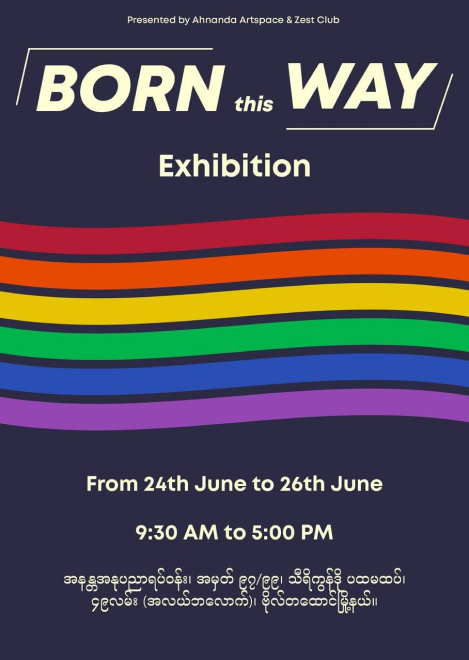 Presented by Ahnanda Artspace & Zest Club
BORN this WAY
Exhibition
From 24th June to 26th June
9:30 AM to 5:00 PM
အနန္တအနုပညာရပ်ဝန်း၊ အမှတ် ၉၇/၉၉၊ သီရိကွန်ဒို ပထမထပ်၊
၄၉လမ်း (အလယ်ဘလောက်)၊ ဗိုလ်တထောင်မြို့နယ်။